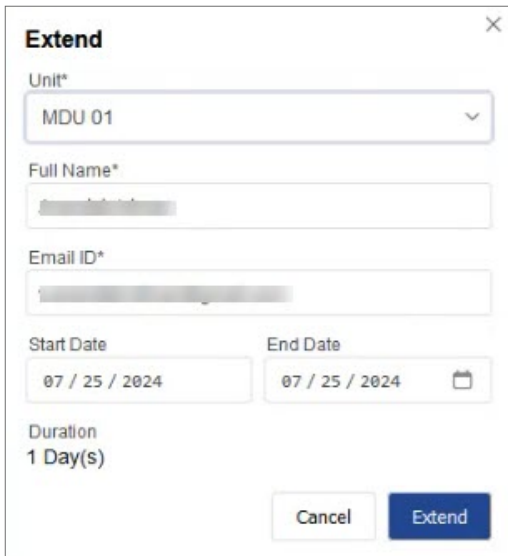 Extend
Unit*
MDU 01
Full Name*
Email ID*
Start Date End Date
07 / 25 / 2024 07 / 25 / 2024
Duration
1 Day(s)
Cancel Extend